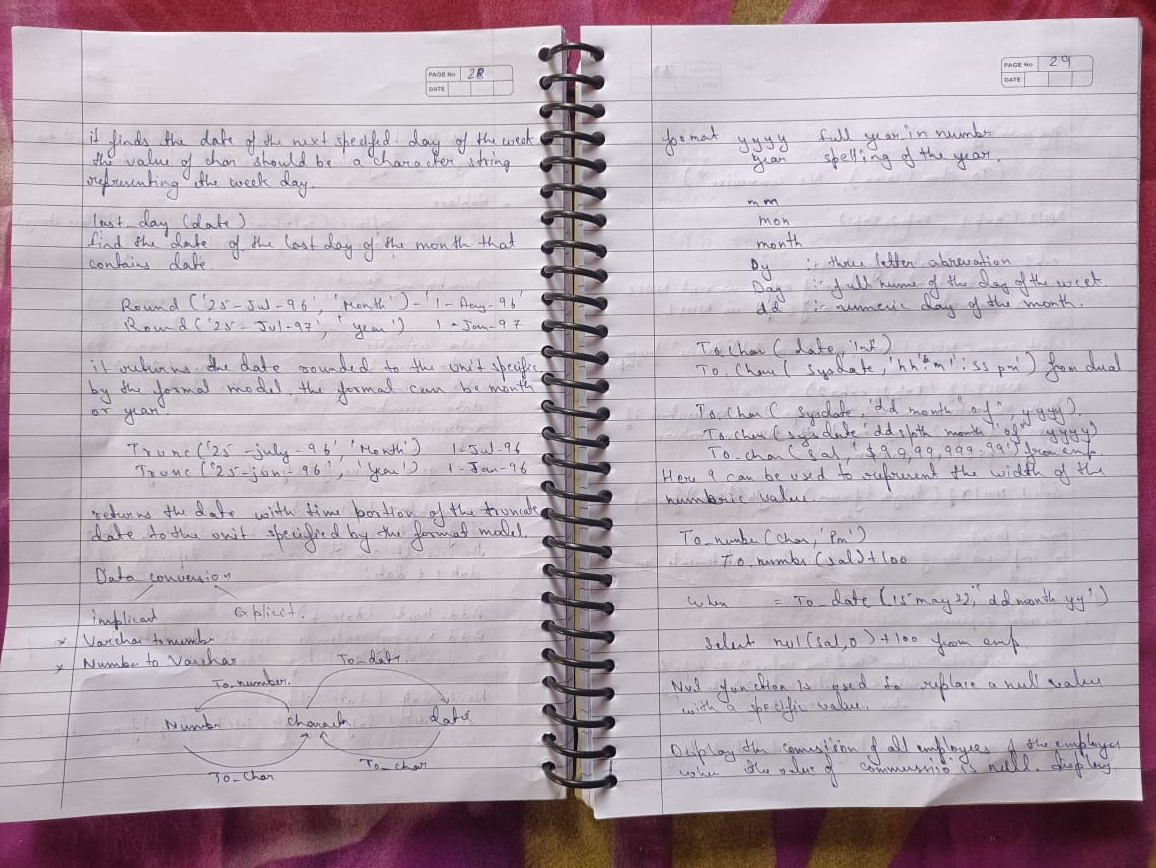 PAGE No 28
DATE
it finds the date of the next specified day of the week
the value of char should be a character string
representing the week day.
last_day (date)
find the date of the last day of the month that
contains date.
Round ('25-Jul-96', 'Month') - '1-Aug-96'
Round ('25-Jul-97', 'year') 1-Jan-97
it returns the date rounded to the unit specific
by the formal model. the formal can be month
or year.
Trunc ('25-july-96', 'Month') 1-Jul-96
Trunc ('25-jun-96', 'year') 1-Jan-96
returns the date with time portion of the truncate
date to the unit specified by the format model.
Data conversion
implicad Explicit.
x Varchar to number
x Number to Varchar
To_date.
To_number.
Number character date
To_char To_char
PAGE No 29
DATE
format yyyy full year in number
year spelling of the year.
mm
mon
month
Dy :- three letter abrevation
Day :- full name of the day of the week.
dd :- numeric day of the month.
To_char (date, 'fmt')
To_char ( sysdate, 'hh:m:ss pm') from dual
To_char ( sysdate, 'dd month "of", yyyy').
To_char (sysdate 'ddspth month "of" yyyy')
To_char (sal, '$99,99,999.99') from emp.
Here 9 can be used to represent the width of the
numbric value.
To_number (char, 'Pm')
To_number (sal) + 100
when = To_date (15 may 22," dd month yy')
select nvl (sal, 0) + 100 from emp.
Nvl function is used to replace a null value
with a specific value.
Display the comission of all employees & the employee
when the value of commussio is null. display